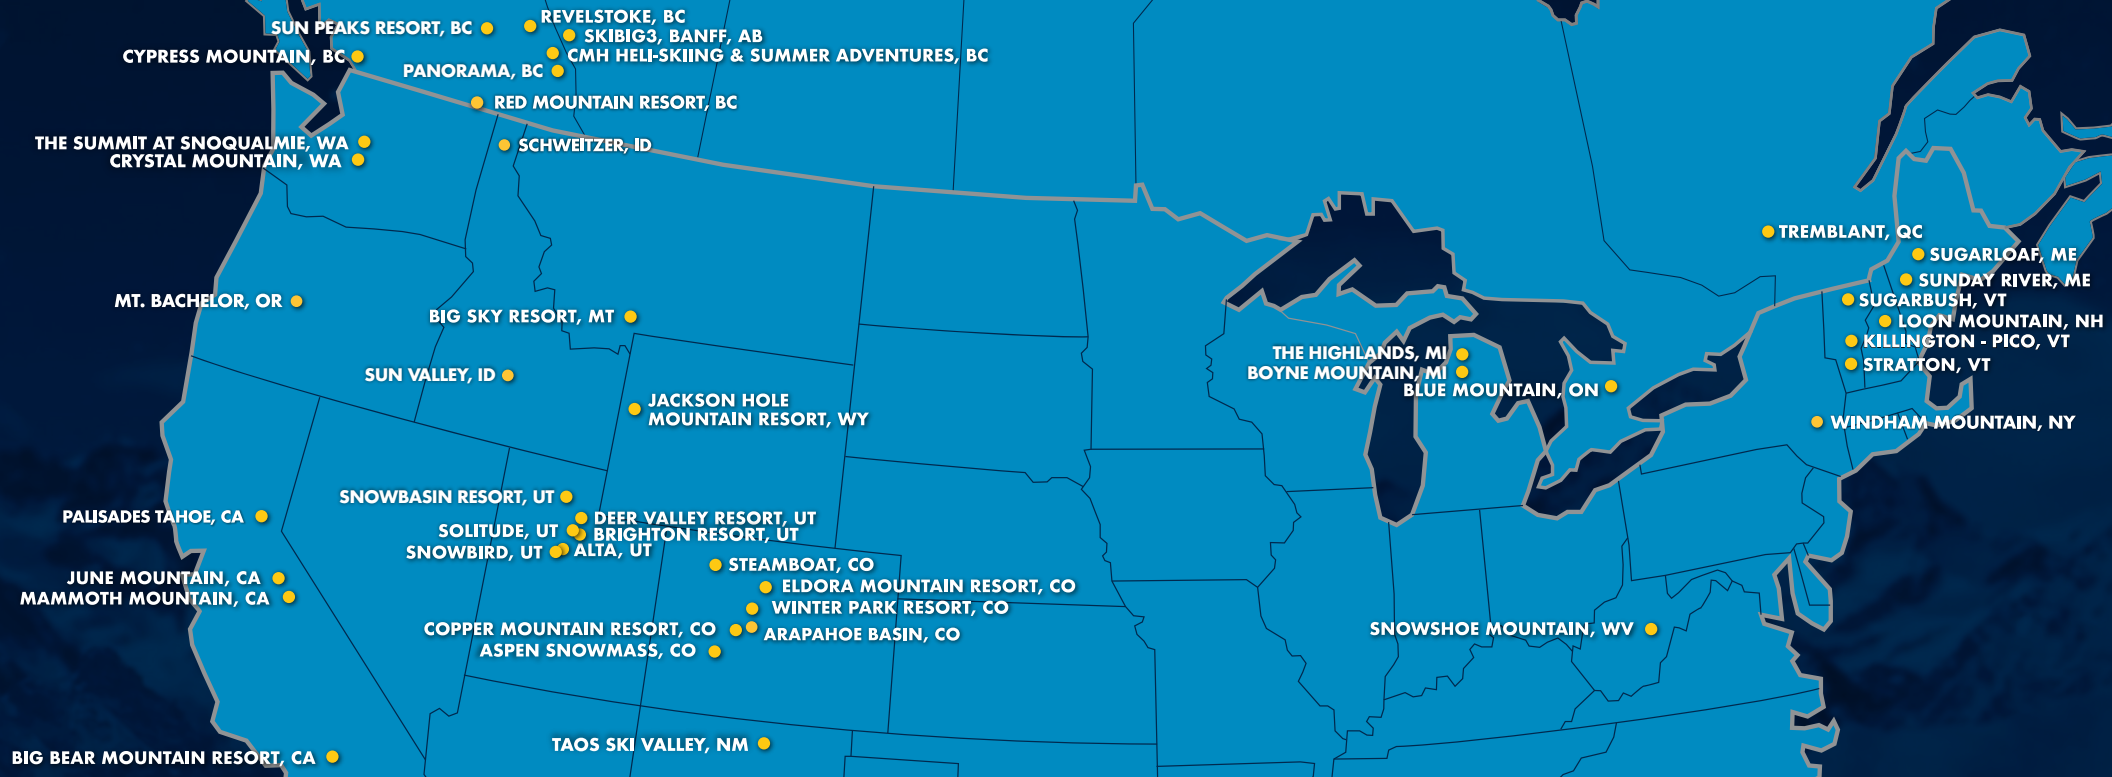 REVELSTOKE, BC
SUN PEAKS RESORT, BC
SKIBIG3, BANFF, AB
CYPRESS MOUNTAIN, BC
CMH HELI-SKIING & SUMMER ADVENTURES, BC
PANORAMA, BC
RED MOUNTAIN RESORT, BC
THE SUMMIT AT SNOQUALMIE, WA
SCHWEITZER, ID
CRYSTAL MOUNTAIN, WA
TREMBLANT, QC
SUGARLOAF, ME
SUNDAY RIVER, ME
MT. BACHELOR, OR
SUGARBUSH, VT
BIG SKY RESORT, MT
LOON MOUNTAIN, NH
KILLINGTON - PICO, VT
THE HIGHLANDS, MI
STRATTON, VT
BOYNE MOUNTAIN, MI
SUN VALLEY, ID
BLUE MOUNTAIN, ON
JACKSON HOLE
MOUNTAIN RESORT, WY
WINDHAM MOUNTAIN, NY
SNOWBASIN RESORT, UT
PALISADES TAHOE, CA
DEER VALLEY RESORT, UT
SOLITUDE, UT
BRIGHTON RESORT, UT
SNOWBIRD, UT
ALTA, UT
STEAMBOAT, CO
JUNE MOUNTAIN, CA
ELDORA MOUNTAIN RESORT, CO
MAMMOTH MOUNTAIN, CA
WINTER PARK RESORT, CO
COPPER MOUNTAIN RESORT, CO
ARAPAHOE BASIN, CO
SNOWSHOE MOUNTAIN, WV
ASPEN SNOWMASS, CO
TAOS SKI VALLEY, NM
BIG BEAR MOUNTAIN RESORT, CA